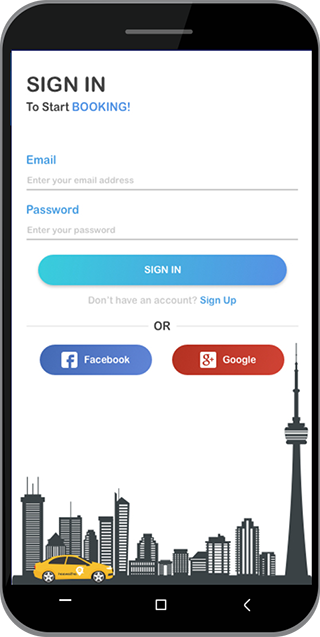 SIGN IN
To Start BOOKING!
Email
Enter your email address
Password
Enter your password
SIGN IN
Don't have an account? Sign Up
OR
Facebook
Google